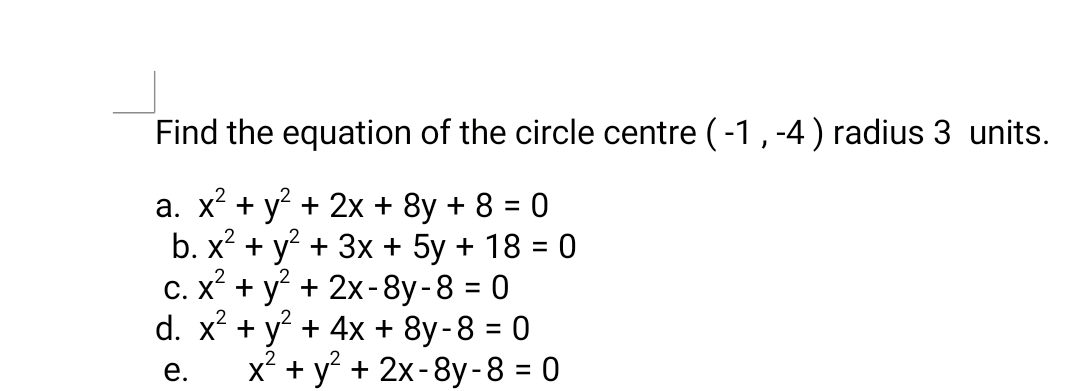 Find the equation of the circle centre ( -1 , -4 ) radius 3 units.
a. x² + y² + 2x + 8y + 8 = 0
b. x² + y² + 3x + 5y + 18 = 0
c. x² + y² + 2x - 8y - 8 = 0
d. x² + y² + 4x + 8y - 8 = 0
e. x² + y² + 2x - 8y - 8 = 0